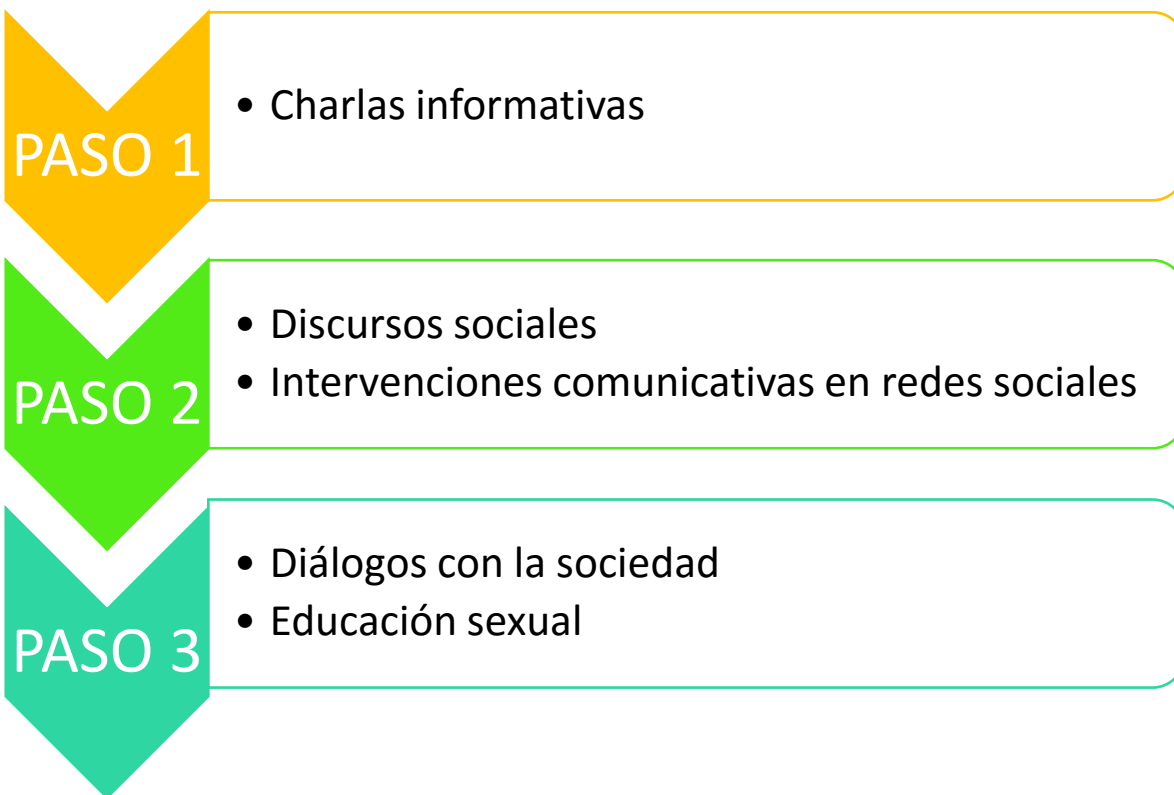 PASO 1
• Charlas informativas
PASO 2
• Discursos sociales
• Intervenciones comunicativas en redes sociales
PASO 3
• Diálogos con la sociedad
• Educación sexual